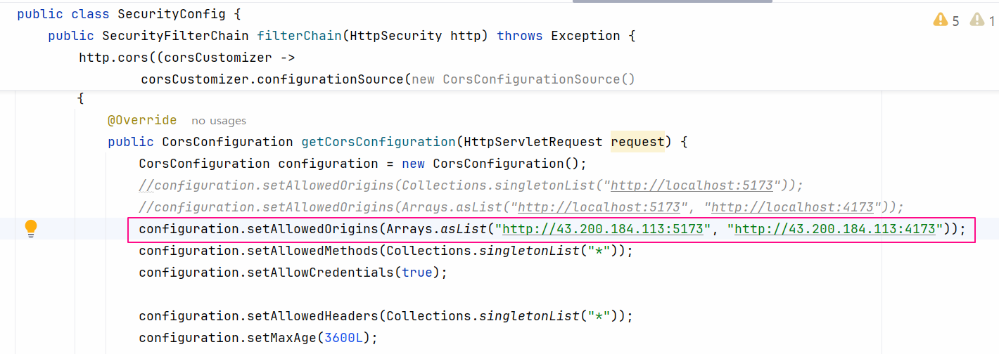 public class SecurityConfig {
public SecurityFilterChain filterChain(HttpSecurity http) throws Exception {
5 1
http.cors((corsCustomizer ->
corsCustomizer.configurationSource(new CorsConfigurationSource()
{
@Override no usages
public CorsConfiguration getCorsConfiguration(HttpServletRequest request) {
CorsConfiguration configuration = new CorsConfiguration();
//configuration.setAllowedOrigins(Collections.singletonList("http://localhost:5173"));
//configuration.setAllowedOrigins(Arrays.asList("http://localhost:5173", "http://localhost:4173"));
configuration.setAllowedOrigins(Arrays.asList("http://43.200.184.113:5173", "http://43.200.184.113:4173"));
configuration.setAllowedMethods(Collections.singletonList("*"));
configuration.setAllowCredentials(true);
configuration.setAllowedHeaders(Collections.singletonList("*"));
configuration.setMaxAge(3600L);